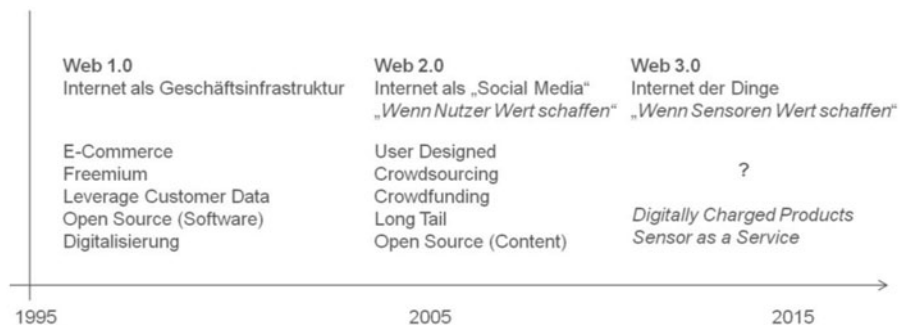 Web 1.0
Internet als Geschäftsinfrastruktur
E-Commerce
Freemium
Leverage Customer Data
Open Source (Software)
Digitalisierung
Web 2.0
Internet als „Social Media“
„Wenn Nutzer Wert schaffen“
User Designed
Crowdsourcing
Crowdfunding
Long Tail
Open Source (Content)
Web 3.0
Internet der Dinge
„Wenn Sensoren Wert schaffen“
?
Digitally Charged Products
Sensor as a Service
1995
2005
2015